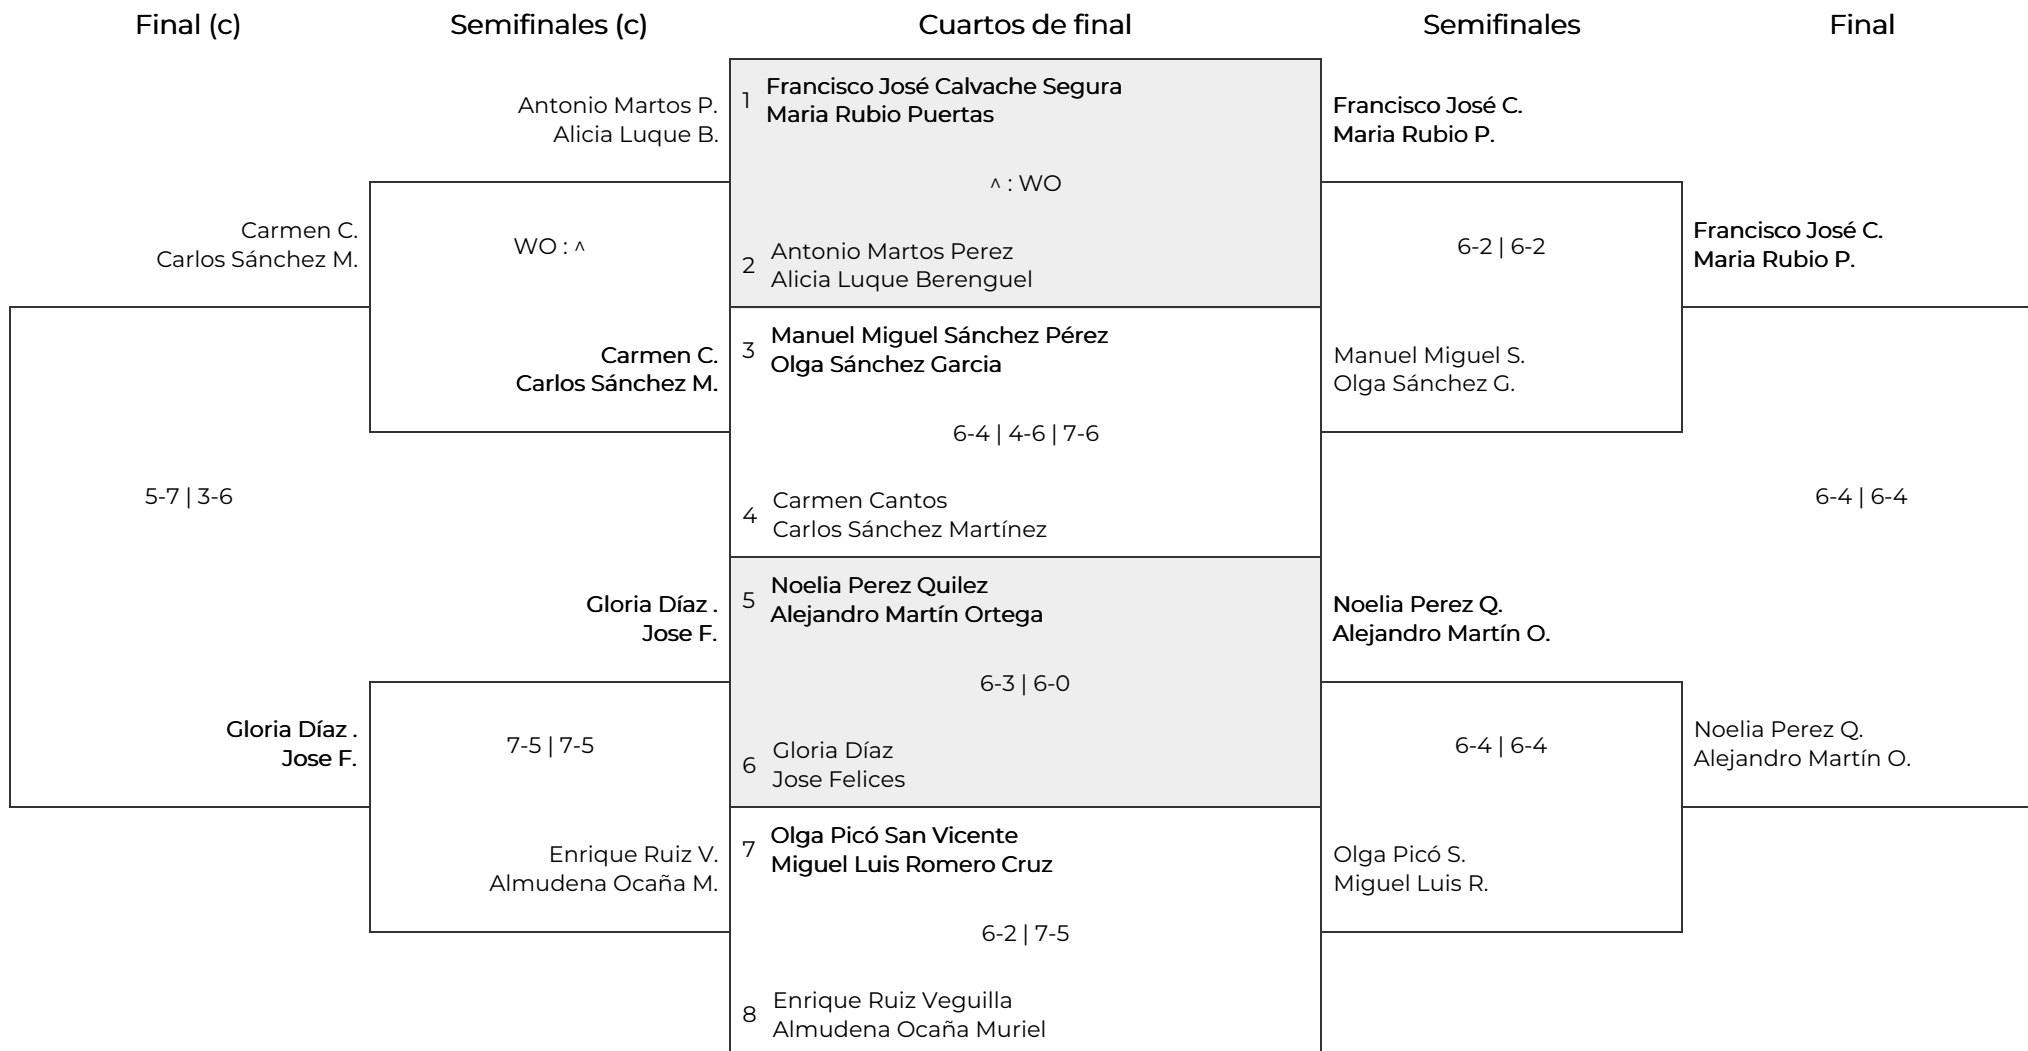 Final (c)
Semifinales (c)
Cuartos de final
Semifinales
Final
Carmen C.
Carlos Sánchez M.
5-7 | 3-6
Gloria Díaz .
Jose F.
Antonio Martos P.
Alicia Luque B.
WO : ^
Carmen C.
Carlos Sánchez M.
Gloria Díaz .
Jose F.
7-5 | 7-5
Enrique Ruiz V.
Almudena Ocaña M.
1 Francisco José Calvache Segura
Maria Rubio Puertas
^ : WO
2 Antonio Martos Perez
Alicia Luque Berenguel
3 Manuel Miguel Sánchez Pérez
Olga Sánchez Garcia
6-4 | 4-6 | 7-6
4 Carmen Cantos
Carlos Sánchez Martínez
5 Noelia Perez Quilez
Alejandro Martín Ortega
6-3 | 6-0
6 Gloria Díaz
Jose Felices
7 Olga Picó San Vicente
Miguel Luis Romero Cruz
6-2 | 7-5
8 Enrique Ruiz Veguilla
Almudena Ocaña Muriel
Francisco José C.
Maria Rubio P.
6-2 | 6-2
Manuel Miguel S.
Olga Sánchez G.
Noelia Perez Q.
Alejandro Martín O.
6-4 | 6-4
Olga Picó S.
Miguel Luis R.
Francisco José C.
Maria Rubio P.
6-4 | 6-4
Noelia Perez Q.
Alejandro Martín O.